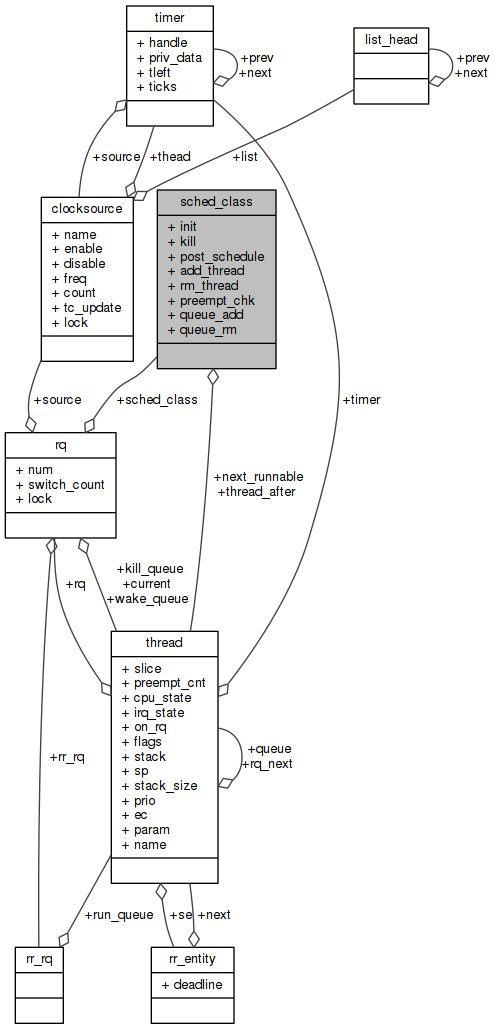 timer
+ handle
+ priv_data
+ tleft
+ ticks
+prev
+next
list_head
+prev
+next
+source
+thead
+list
clocksource
+ name
+ enable
+ disable
+ freq
+ count
+ tc_update
+ lock
sched_class
+ init
+ kill
+ post_schedule
+ add_thread
+ rm_thread
+ preempt_chk
+ queue_add
+ queue_rm
+source
+sched_class
+timer
rq
+ num
+ switch_count
+ lock
+next_runnable
+thread_after
+rq
+kill_queue
+current
+wake_queue
thread
+ slice
+ preempt_cnt
+ cpu_state
+ irq_state
+ on_rq
+ flags
+ stack
+ sp
+ stack_size
+ prio
+ ec
+ param
+ name
+queue
+rq_next
+rr_rq
+run_queue
+se
+next
rr_rq
rr_entity
+ deadline